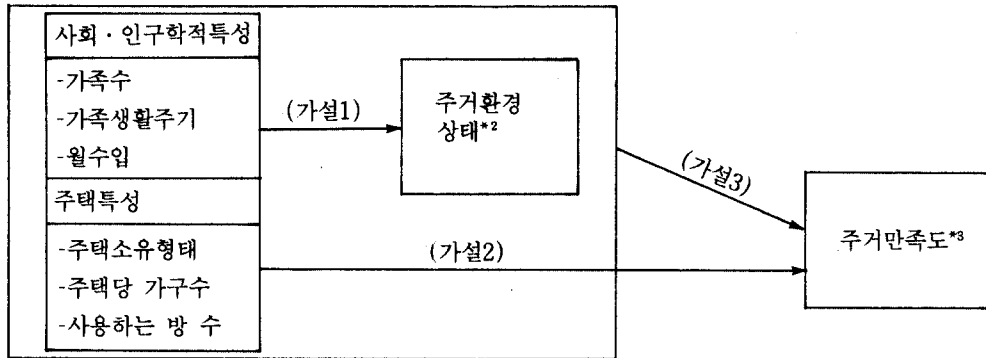 사회·인구학적특성
-가족수
-가족생활주기
-월수입
주택특성
-주택소유형태
-주택당 가구수
-사용하는 방 수
(가설1)
주거환경
상태*2
(가설2)
(가설3)
주거만족도*3